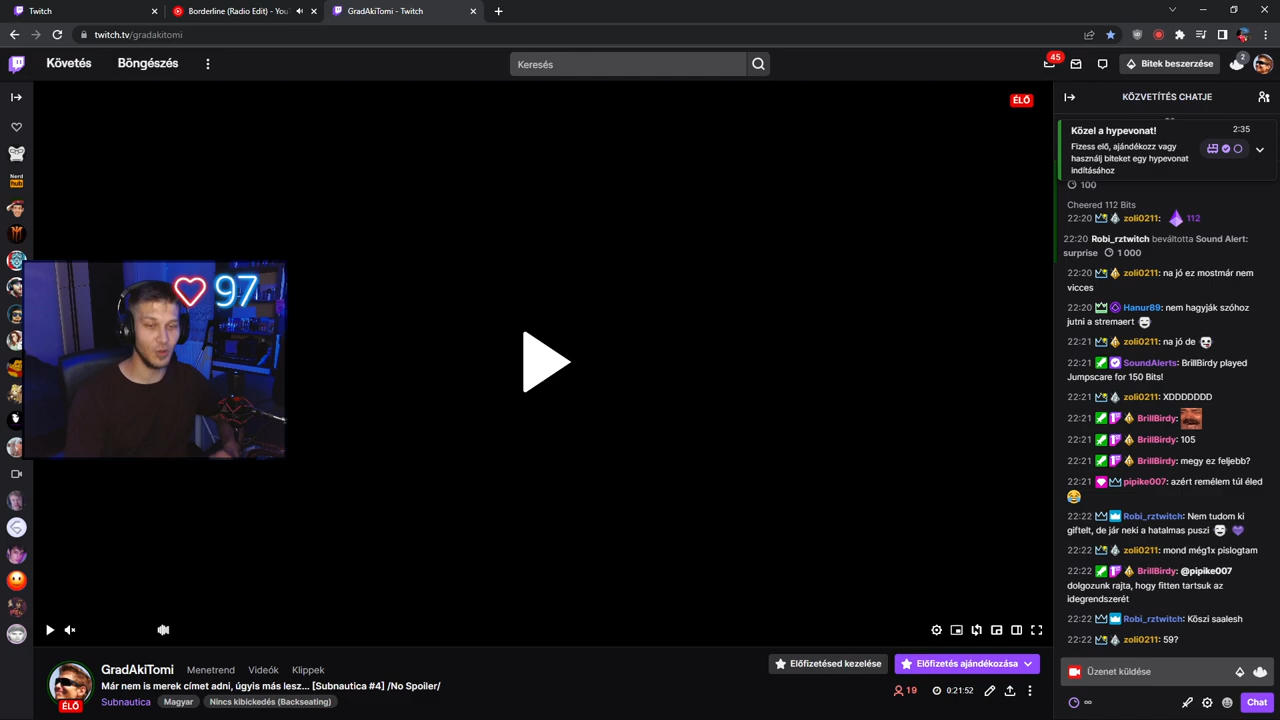 Twitch
Borderline (Radio Edit) - You
GradAkiTomi - Twitch
twitch.tv/gradakitomi
Követés
Böngészés
Keresés
45
Bitek beszerzése
2
ÉLŐ
KÖZVETÍTÉS CHATJE
Közel a hypevonat!
2:35
Fizess elő, ajándékozz vagy
használj biteket egy hypevonat
indításához
100
Cheered 112 Bits
22:20 zoli0211: 112
22:20 Robi_rztwitch beváltotta Sound Alert:
surprise 1 000
22:20 zoli0211: na jó ez mostmár nem
vicces
22:20 Hanur89: nem hagyják szóhoz
jutni a stremaert
22:21 zoli0211: na jó de
22:21 SoundAlerts: BrillBirdy played
Jumpscare for 150 Bits!
22:21 zoli0211: XDDDDDDD
22:21 BrillBirdy:
22:21 BrillBirdy: 105
22:21 BrillBirdy: megy ez feljebb?
22:21 pipike007: azért remélem túl éled
22:22 Robi_rztwitch: Nem tudom ki
giftelt, de jár neki a hatalmas puszi
22:22 zoli0211: mond még1x pislogtam
22:22 BrillBirdy: @pipike007
dolgozunk rajta, hogy fitten tartsuk az
idegrendszerét
22:22 Robi_rztwitch: Köszi saalesh
22:22 zoli0211: 59?
Üzenet küldése
Chat
Nerd
hub
97
GradAkiTomi
Menetrend
Videók
Klippek
Előfizetésed kezelése
Előfizetés ajándékozása
Már nem is merek címet adni, úgyis más lesz... [Subnautica #4] /No Spoiler/
19
0:21:52
Subnautica
Magyar
Nincs kibickedés (Backseating)
ÉLŐ